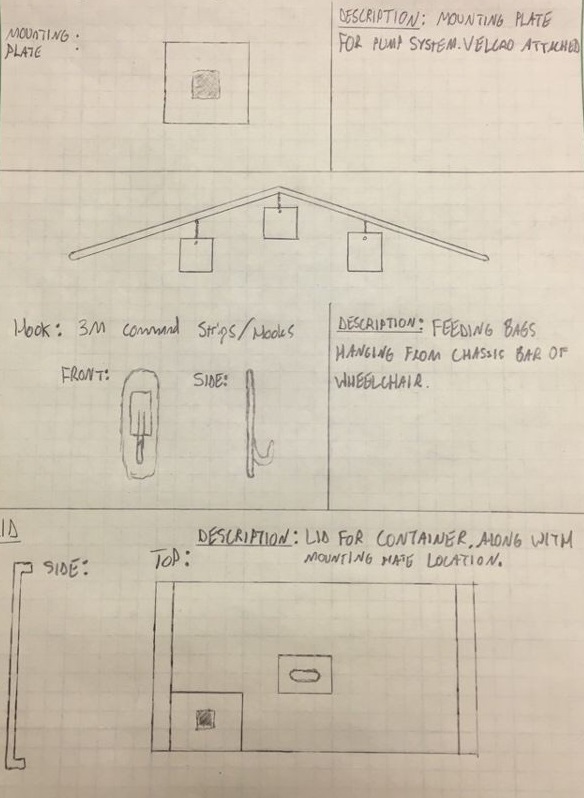 MOUNTING:
PLATE :
DESCRIPTION: MOUNTING PLATE
FOR PUMP SYSTEM. VELCRO ATTACHED
Hook: 3M Command Strips/Hooks
FRONT:
SIDE:
DESCRIPTION: FEEDING BAGS
HANGING FROM CHASSIS BAR OF
WHEELCHAIR.
ID
DESCRIPTION: LID FOR CONTAINER, ALONG WITH
MOUNTING PLATE LOCATION.
SIDE:
TOP: